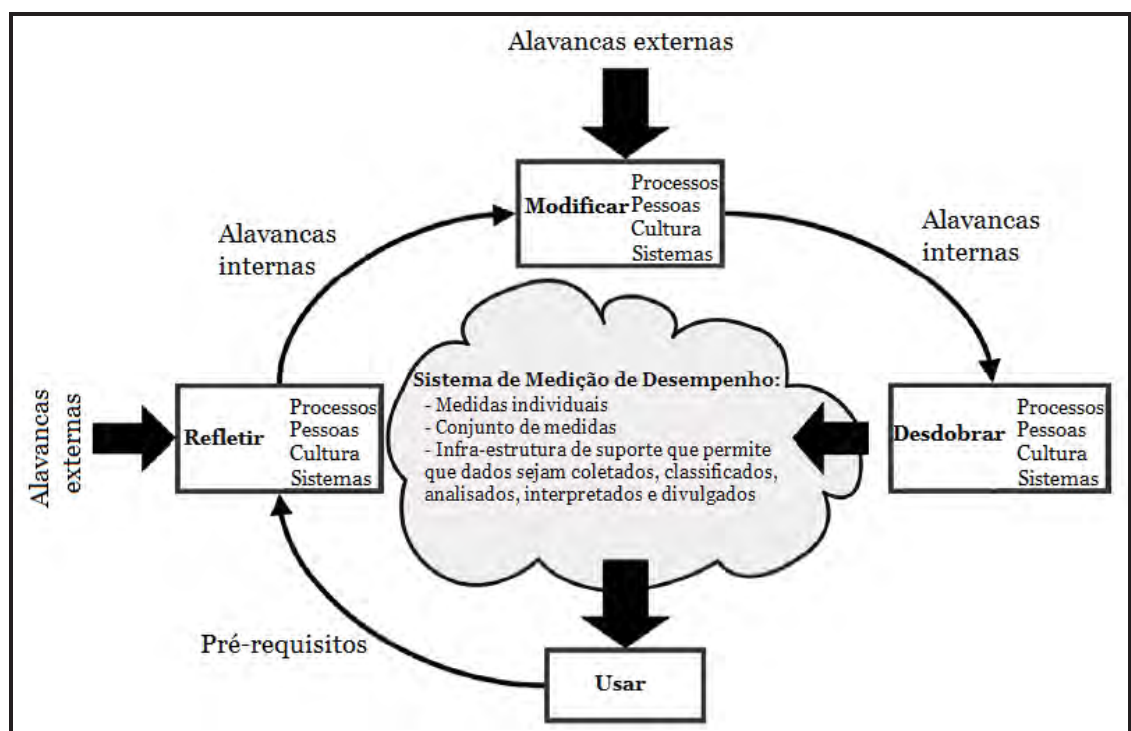 Alavancas externas
Modificar
Processos
Pessoas
Cultura
Sistemas
Alavancas
internas
Alavancas
internas
Sistema de Medição de Desempenho:
- Medidas individuais
- Conjunto de medidas
- Infra-estrutura de suporte que permite
que dados sejam coletados, classificados,
analisados, interpretados e divulgados
Alavancas
externas
Refletir
Processos
Pessoas
Cultura
Sistemas
Desdobrar
Processos
Pessoas
Cultura
Sistemas
Pré-requisitos
Usar